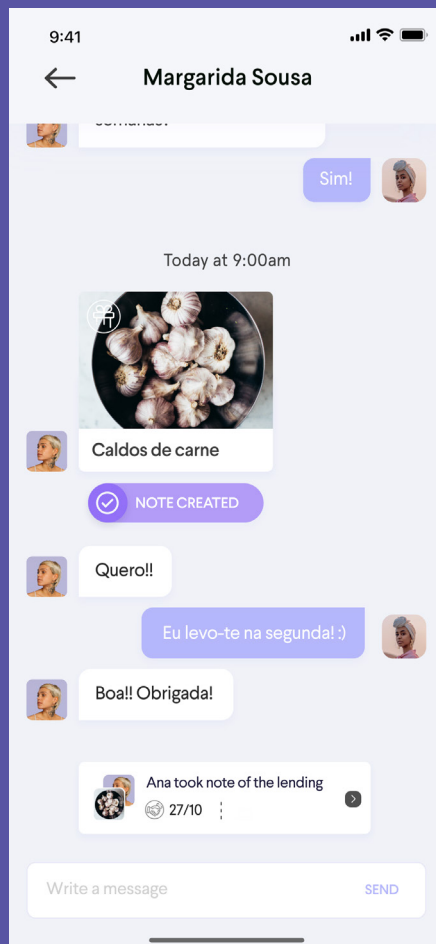 9:41
Margarida Sousa
Sim!
Today at 9:00am
Caldos de carne
NOTE CREATED
Quero!!
Eu levo-te na segunda! :)
Boa!! Obrigada!
Ana took note of the lending
27/10
Write a message
SEND